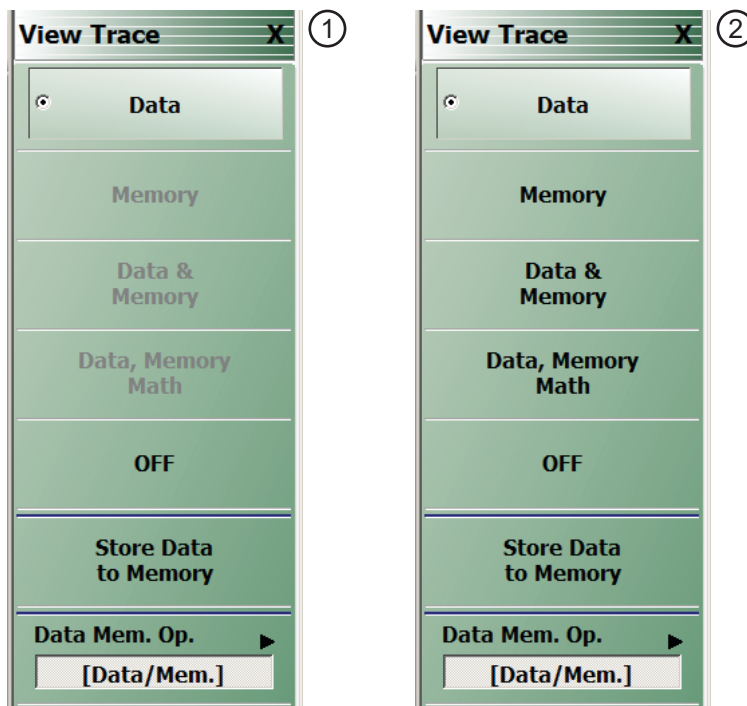 View Trace X
1
Data
Memory
Data &
Memory
Data, Memory
Math
OFF
Store Data
to Memory
Data Mem. Op.
[Data/Mem.]
View Trace X
2
Data
Memory
Data &
Memory
Data, Memory
Math
OFF
Store Data
to Memory
Data Mem. Op.
[Data/Mem.]